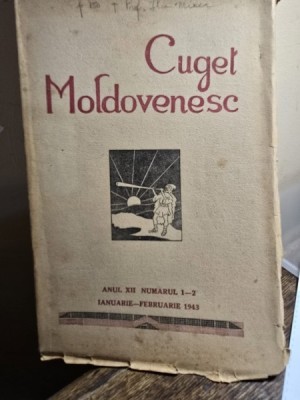 Cuget
Moldovenesc
ANUL XII NUMĂRUL 1—2
IANUARIE—FEBRUARIE 1943